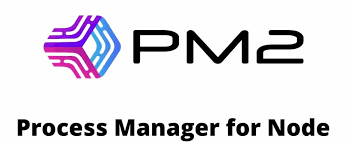 PM2
Process Manager for Node